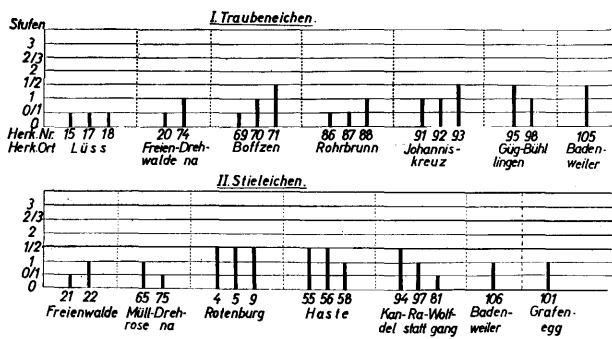 I. Traubeneichen.
Stufen
3
2/3
2
1/2
1
0/1
0
Herk. Nr. 15 17 18 20 74 69 70 71 86 87 88 91 92 93 95 98 105
Herk. Ort Lüss Freien- Dreh- Boffzen Rohrbrunn Johannis- Güg- Bühl Baden-
walde na kreuz lingen weiler
II. Stieleichen.
3
2/3
2
1/2
1
0/1
0
21 22 65 75 4 5 9 55 56 58 94 97 81 106 101
Freienwalde Müll- Dreh- Rotenburg Haste Kan- Ra- Wolf- Baden- Grafen-
rose na del statt gang weiler egg